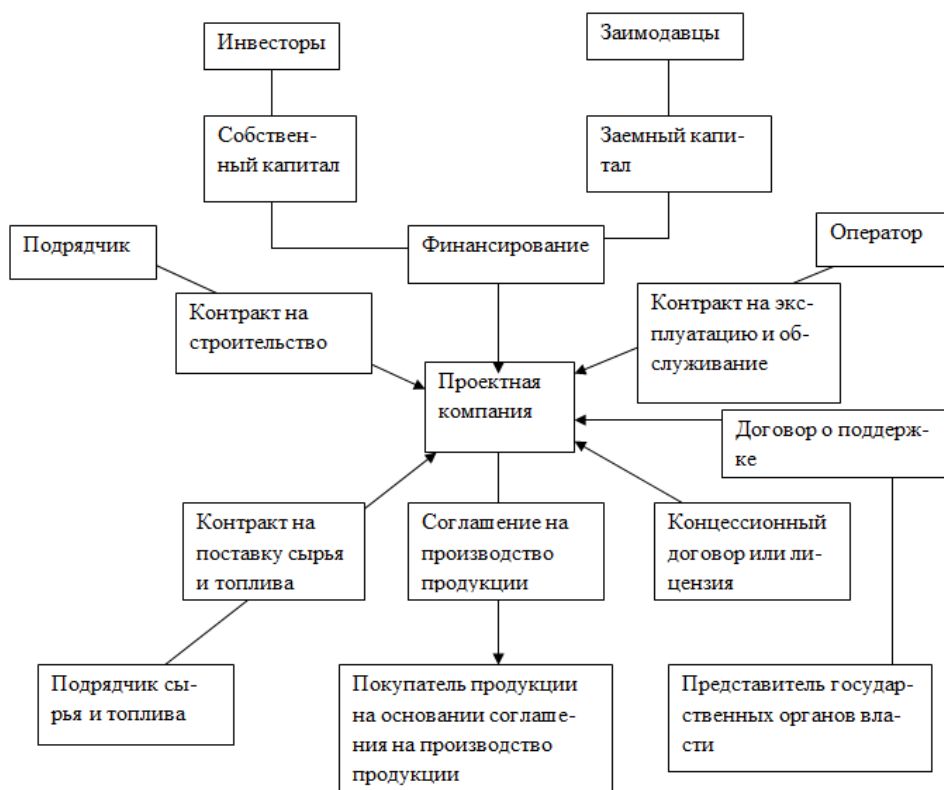 Инвесторы
Заимодавцы
Собствен-
ный капитал
Заемный капи-
тал
Подрядчик
Финансирование
Оператор
Контракт на
строительство
Контракт на экс-
плуатацию и об-
служивание
Проектная
компания
Договор о поддерж-
ке
Контракт на
поставку сырья
и топлива
Соглашение на
производство
продукции
Концессионный
договор или ли-
цензия
Подрядчик сы-
рья и топлива
Покупатель продукции
на основании соглаше-
ния на производство
продукции
Представитель государ-
ственных органов вла-
сти